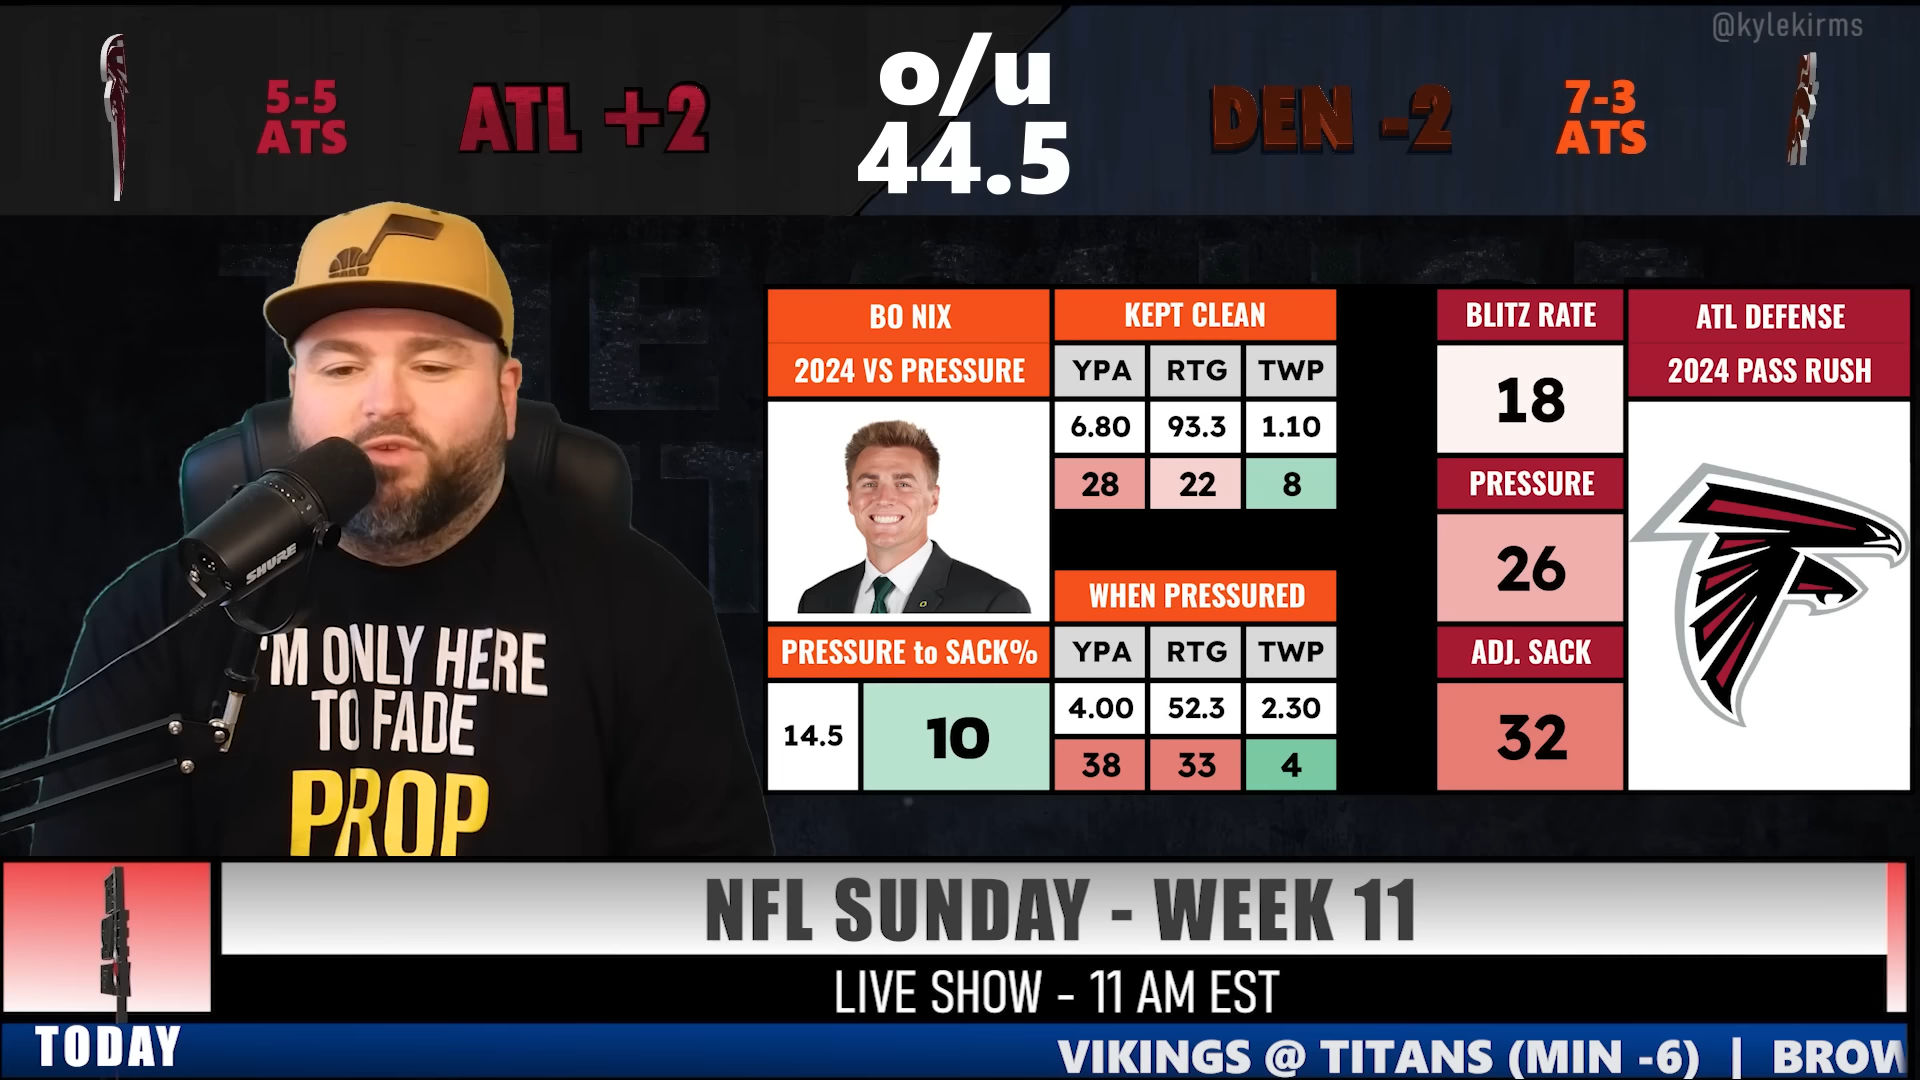 @kylekirms
5-5
ATS
ATL +2
o/u
44.5
DEN -2
7-3
ATS
BO NIX
2024 VS PRESSURE
KEPT CLEAN
YPA RTG TWP
6.80 93.3 1.10
28 22 8
WHEN PRESSURED
PRESSURE to SACK%
YPA RTG TWP
14.5 10
4.00 52.3 2.30
38 33 4
BLITZ RATE
18
PRESSURE
26
ADJ. SACK
32
ATL DEFENSE
2024 PASS RUSH
SHURE
I'M ONLY HERE
TO FADE
PROP
NFL SUNDAY - WEEK 11
LIVE SHOW - 11 AM EST
TODAY
VIKINGS @ TITANS (MIN -6) | BROW